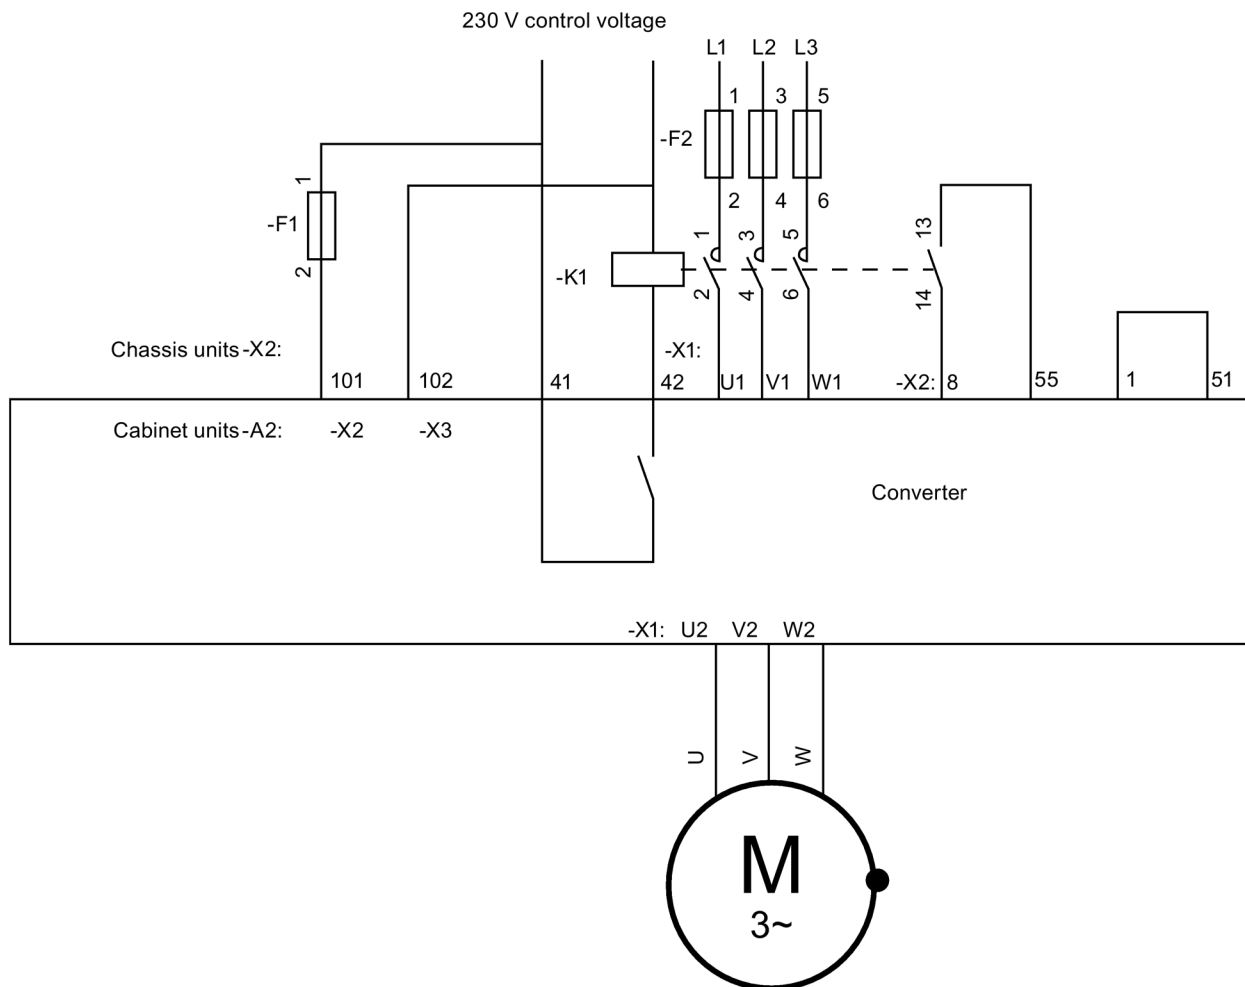 230 V control voltage
L1 L2 L3
1 3 5
-F2
2 4 6
1
-F1
2
-K1
1 3 5
2 4 6
13
14
Chassis units -X2:
-X1:
101 102 41 42 U1 V1 W1 -X2: 8 55 1 51
Cabinet units -A2: -X2 -X3
Converter
-X1: U2 V2 W2
U V W
M
3~